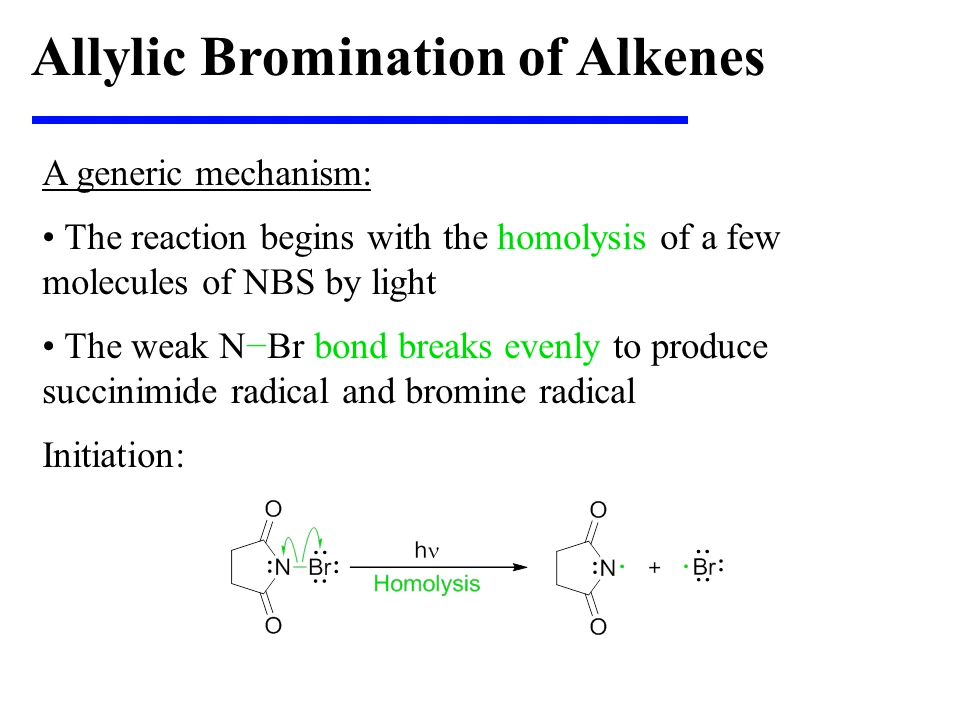 Allylic Bromination of Alkenes
A generic mechanism:
• The reaction begins with the homolysis of a few
molecules of NBS by light
• The weak N−Br bond breaks evenly to produce
succinimide radical and bromine radical
Initiation:
O O
:N–Br: hν :N· + ·Br:
Homolysis
O O